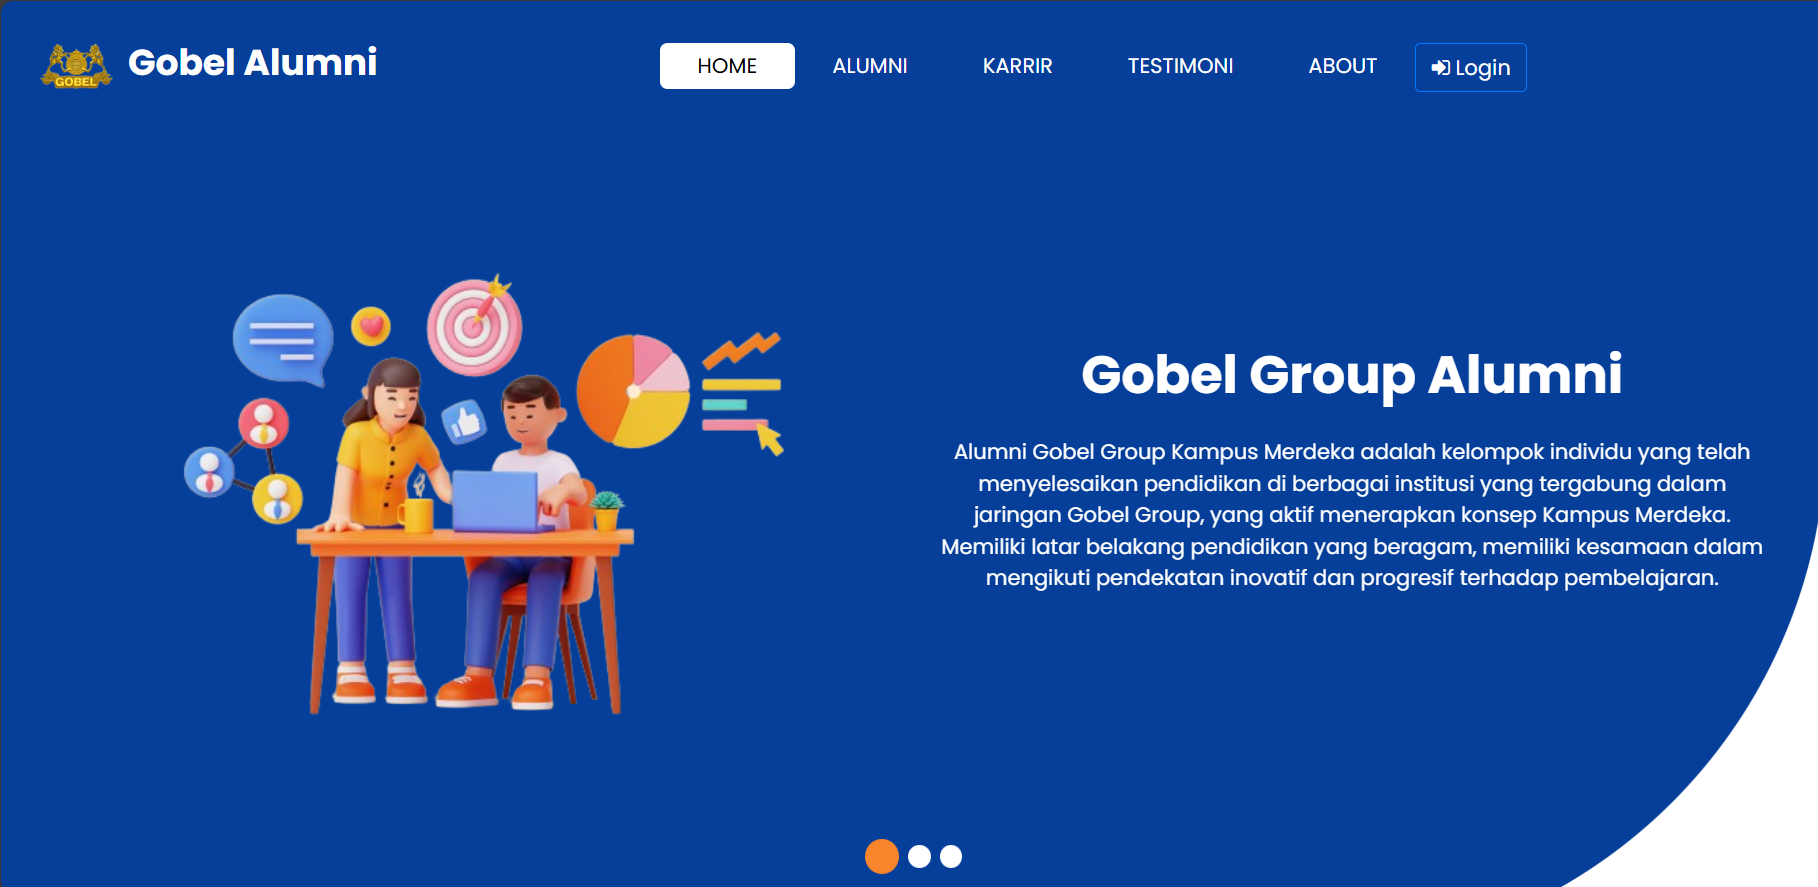 GOBEL
Gobel Alumni
HOME
ALUMNI
KARRIR
TESTIMONI
ABOUT
Login
Gobel Group Alumni
Alumni Gobel Group Kampus Merdeka adalah kelompok individu yang telah
menyelesaikan pendidikan di berbagai institusi yang tergabung dalam
jaringan Gobel Group, yang aktif menerapkan konsep Kampus Merdeka.
Memiliki latar belakang pendidikan yang beragam, memiliki kesamaan dalam
mengikuti pendekatan inovatif dan progresif terhadap pembelajaran.